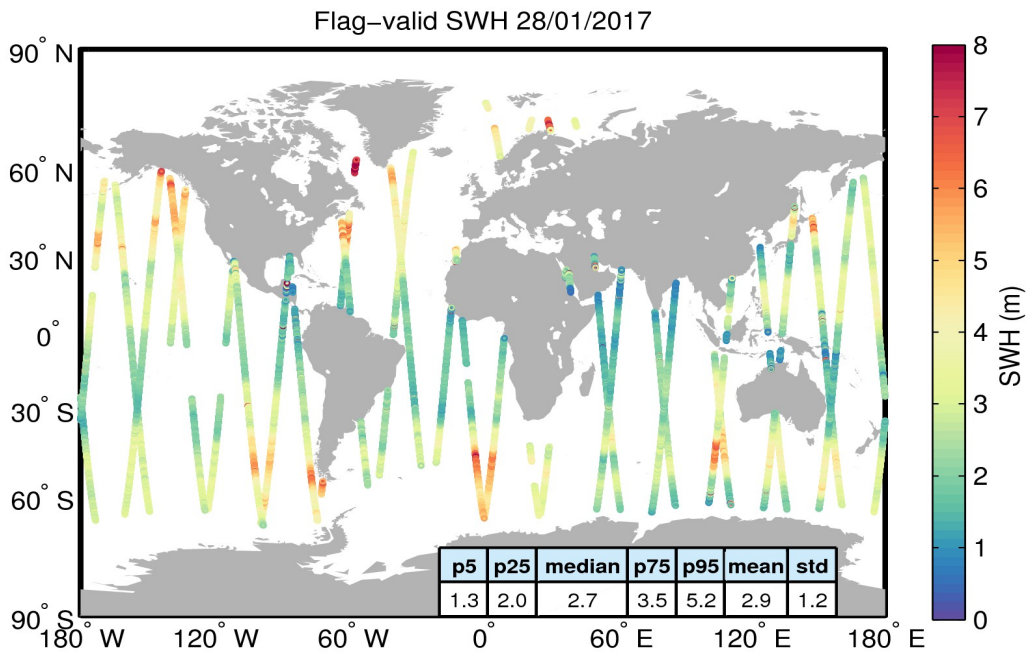 Flag−valid SWH 28/01/2017
90° N
60° N
30° N
0°
30° S
60° S
90° S
180° W
120° W
60° W
0°
60° E
120° E
180° E
p5 p25 median p75 p95 mean std
1.3 2.0 2.7 3.5 5.2 2.9 1.2
8
7
6
5
4
3
2
1
0
SWH (m)